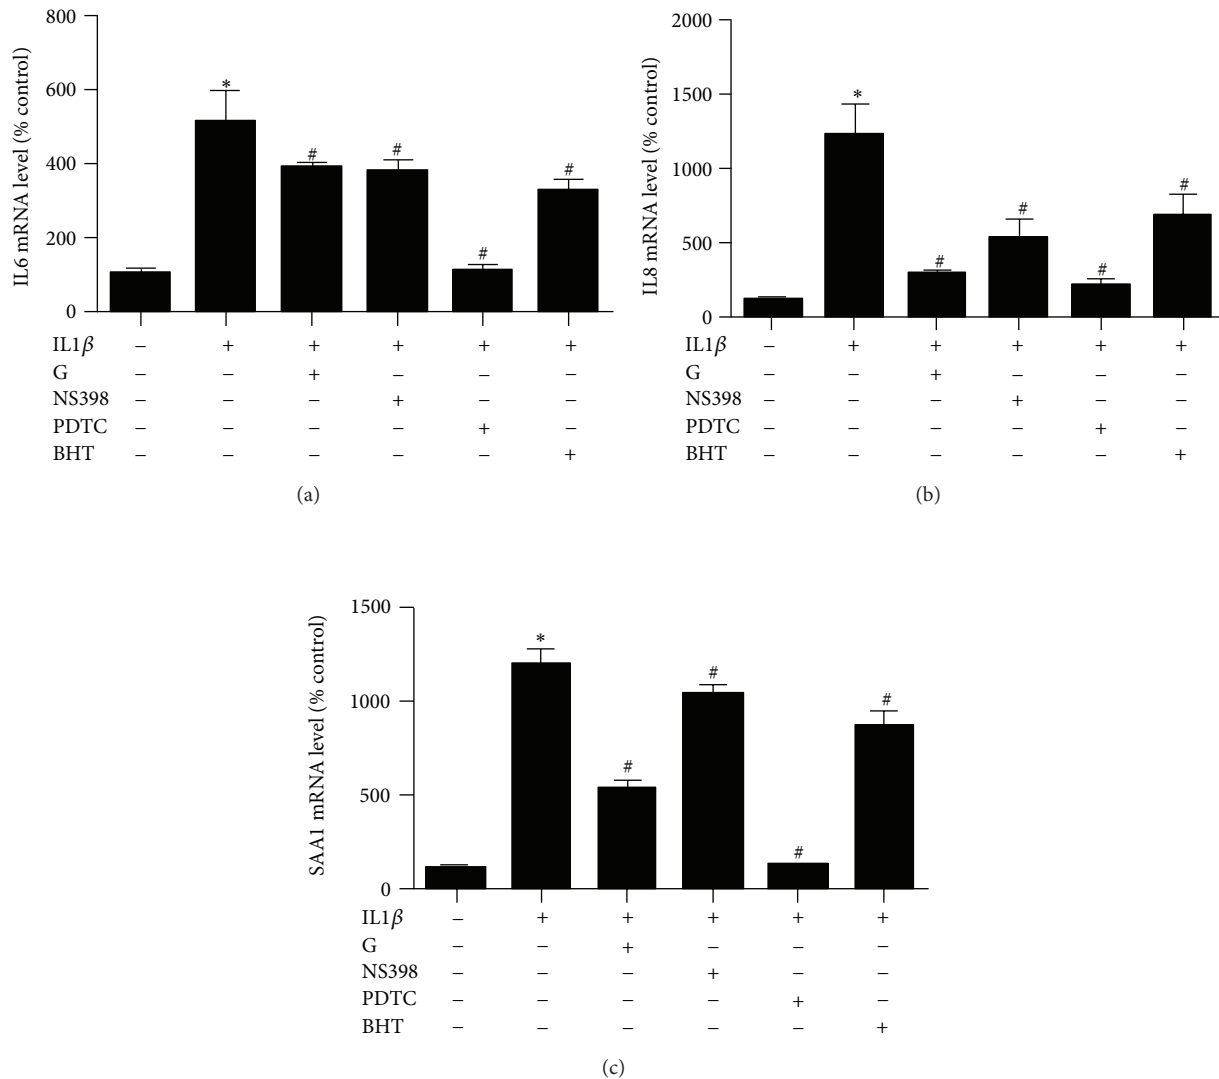 IL6 mRNA level (% control)
800
600
400
200
0
*
#
#
#
#
IL1β – + + + + +
G – – + – – –
NS398 – – – + – –
PDTC – – – – + –
BHT – – – – – +
(a)
IL8 mRNA level (% control)
2000
1500
1000
500
0
*
#
#
#
#
IL1β – + + + + +
G – – + – – –
NS398 – – – + – –
PDTC – – – – + –
BHT – – – – – +
(b)
SAA1 mRNA level (% control)
1500
1000
500
0
*
#
#
#
#
IL1β – + + + + +
G – – + – – –
NS398 – – – + – –
PDTC – – – – + –
BHT – – – – – +
(c)